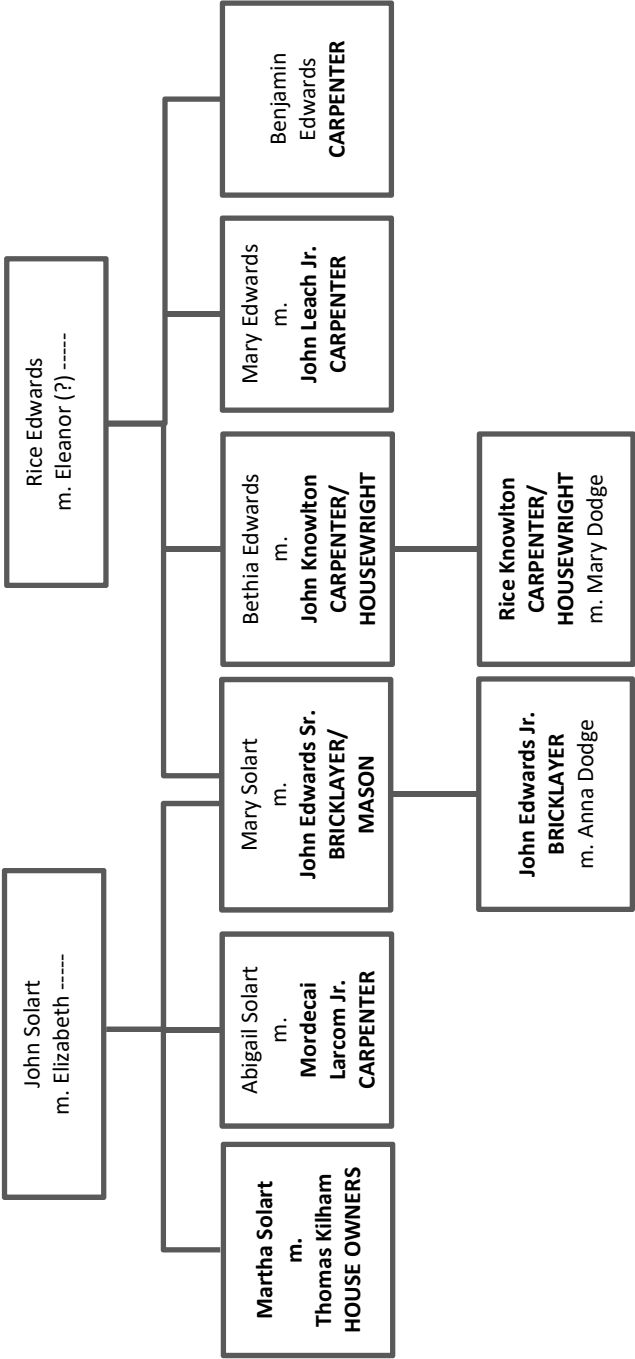 John Solart
m. Elizabeth -----
Rice Edwards
m. Eleanor (?) -----
Martha Solart
m.
Thomas Kilham
HOUSE OWNERS
Abigail Solart
m.
Mordecai
Larcom Jr.
CARPENTER
Mary Solart
m.
John Edwards Sr.
BRICKLAYER/
MASON
Bethia Edwards
m.
John Knowlton
CARPENTER/
HOUSEWRIGHT
Mary Edwards
m.
John Leach Jr.
CARPENTER
Benjamin
Edwards
CARPENTER
John Edwards Jr.
BRICKLAYER
m. Anna Dodge
Rice Knowlton
CARPENTER/
HOUSEWRIGHT
m. Mary Dodge